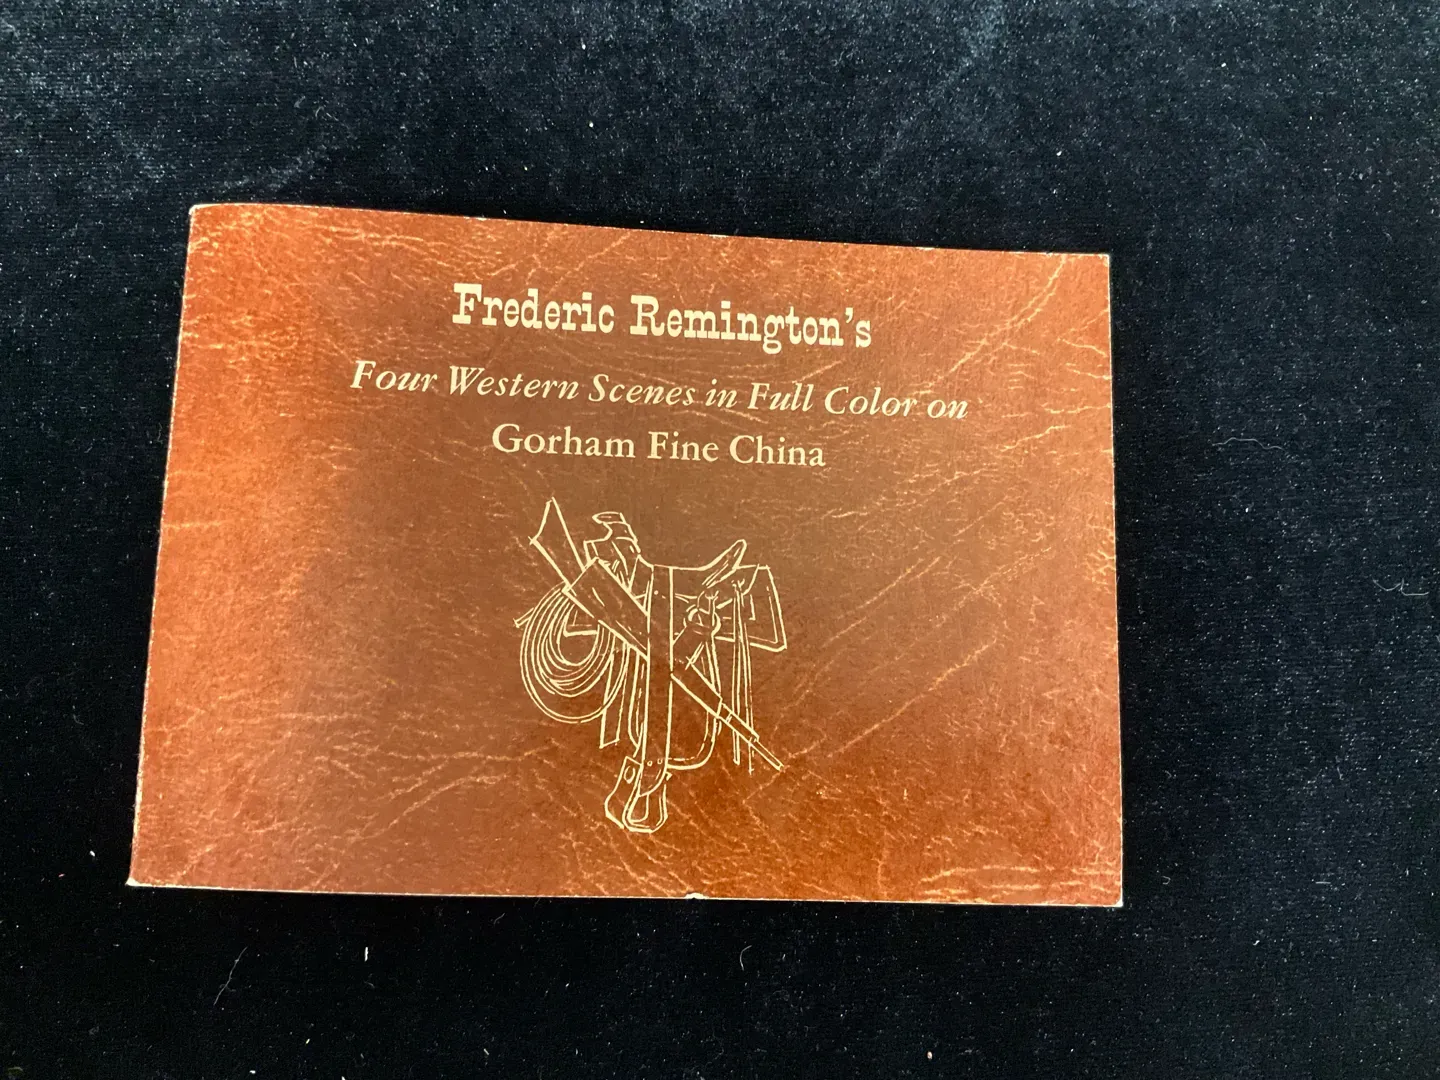 Frederic Remington's
Four Western Scenes in Full Color on
Gorham Fine China